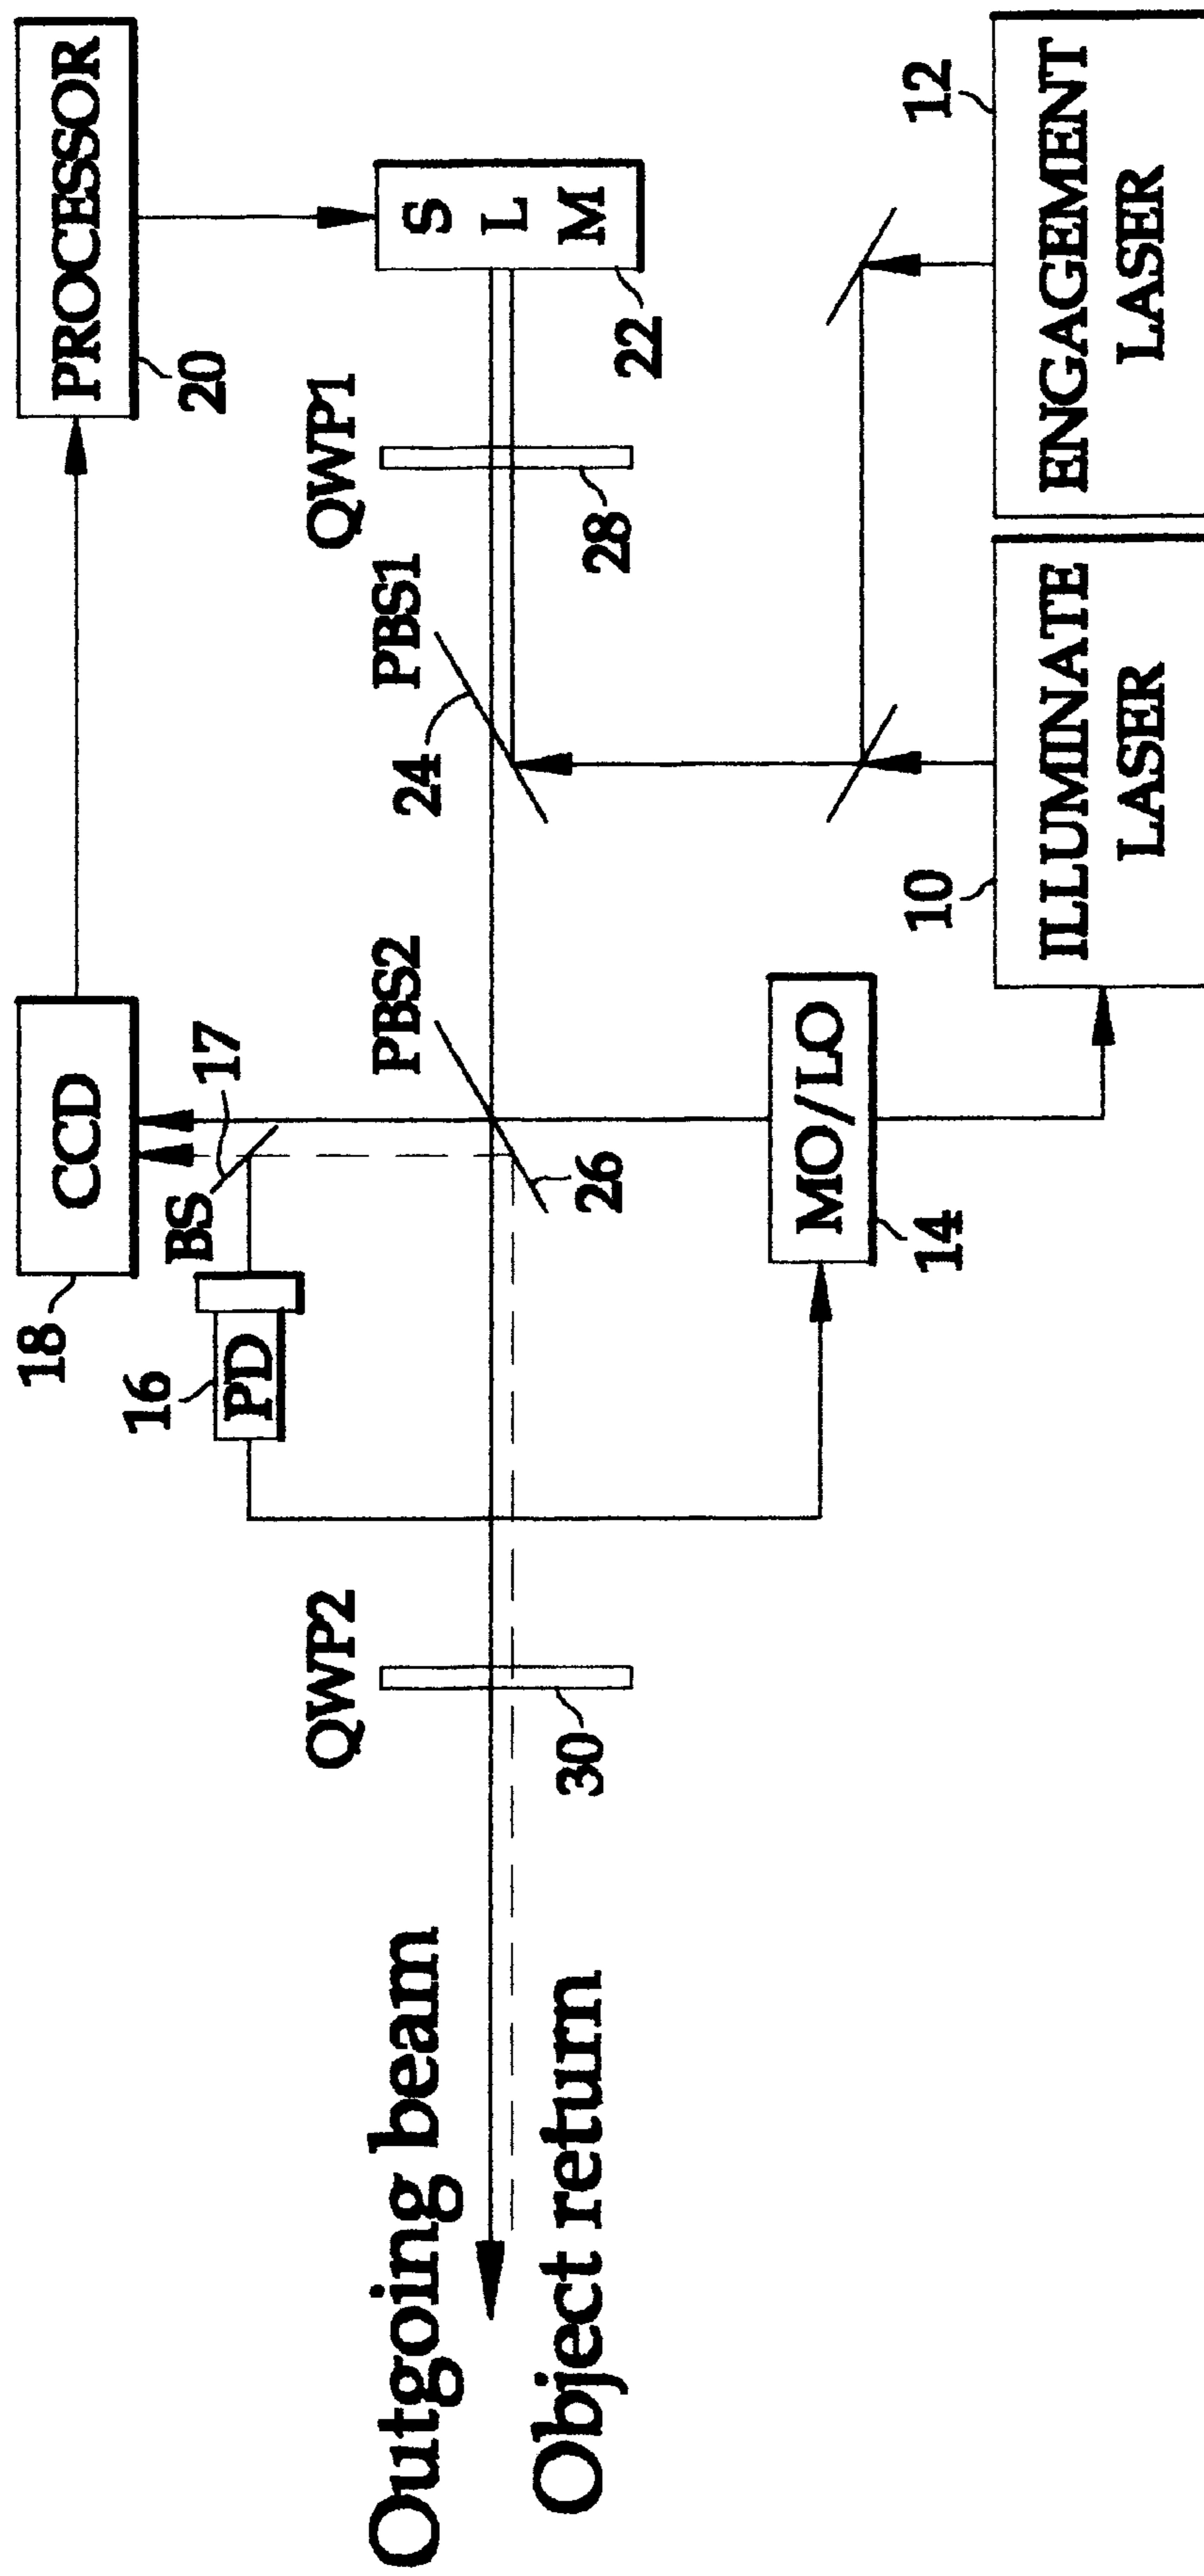 Outgoing beam
Object return
QWP2
30
18
CCD
16
PD
BS
17
PBS2
26
MO/LO
14
PROCESSOR
20
PBS1
24
QWP1
28
S
L
M
22
10
ILLUMINATE
LASER
12
ENGAGEMENT
LASER